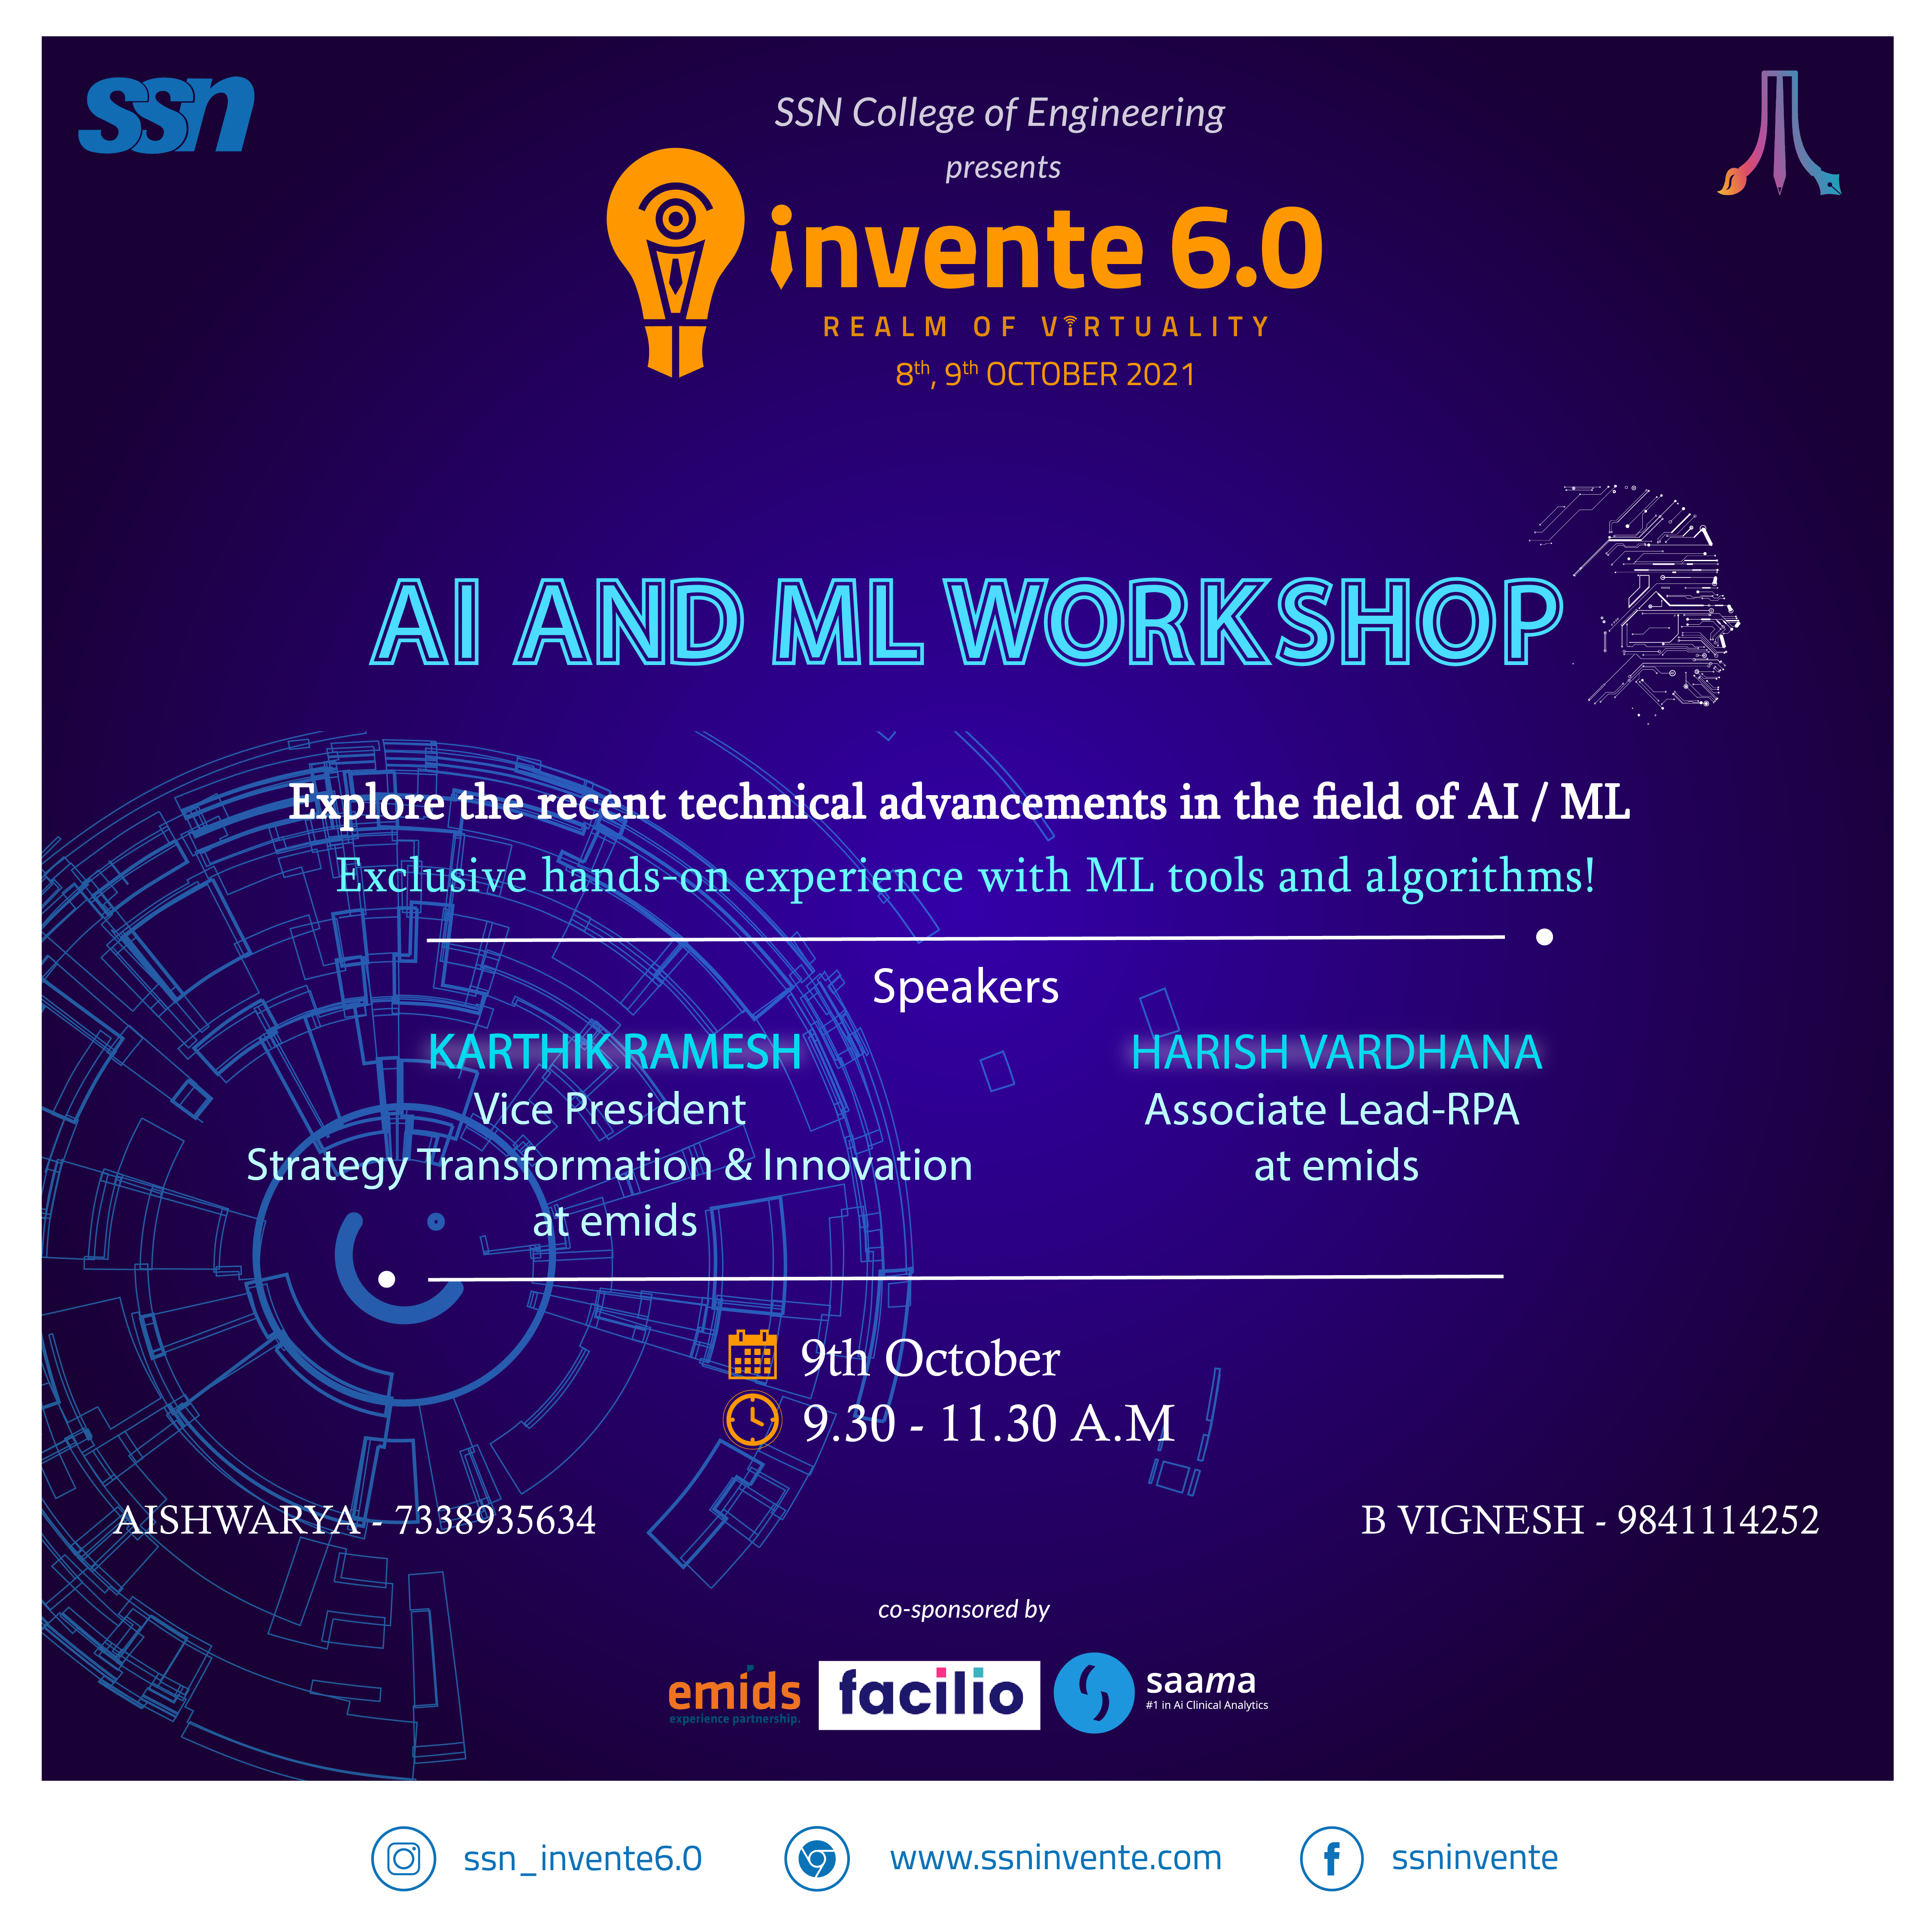 ssn
SSN College of Engineering
presents
invente 6.0
REALM OF VIRTUALITY
8th, 9th OCTOBER 2021
AI AND ML WORKSHOP
Explore the recent technical advancements in the field of AI / ML
Exclusive hands-on experience with ML tools and algorithms!
Speakers
KARTHIK RAMESH
Vice President
Strategy Transformation & Innovation
at emids
HARISH VARDHANA
Associate Lead-RPA
at emids
9th October
9.30 - 11.30 A.M
AISHWARYA - 7338935634
B VIGNESH - 9841114252
co-sponsored by
emids
experience partnership.
facilio
saama
#1 in Ai Clinical Analytics
ssn_invente6.0
www.ssninvente.com
ssninvente